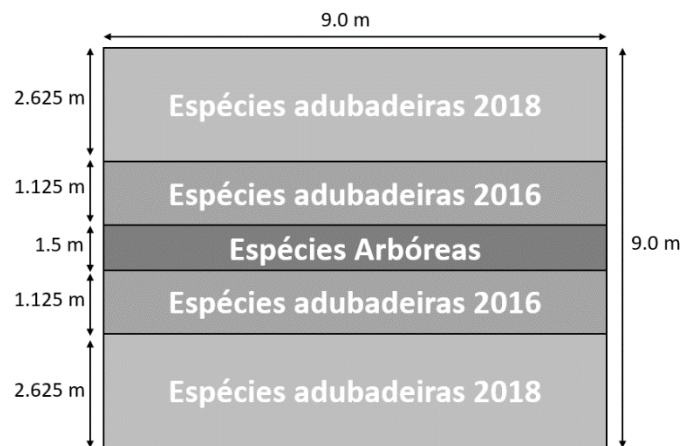 9.0 m
2.625 m
Espécies adubadeiras 2018
1.125 m
Espécies adubadeiras 2016
1.5 m
Espécies Arbóreas
9.0 m
1.125 m
Espécies adubadeiras 2016
2.625 m
Espécies adubadeiras 2018